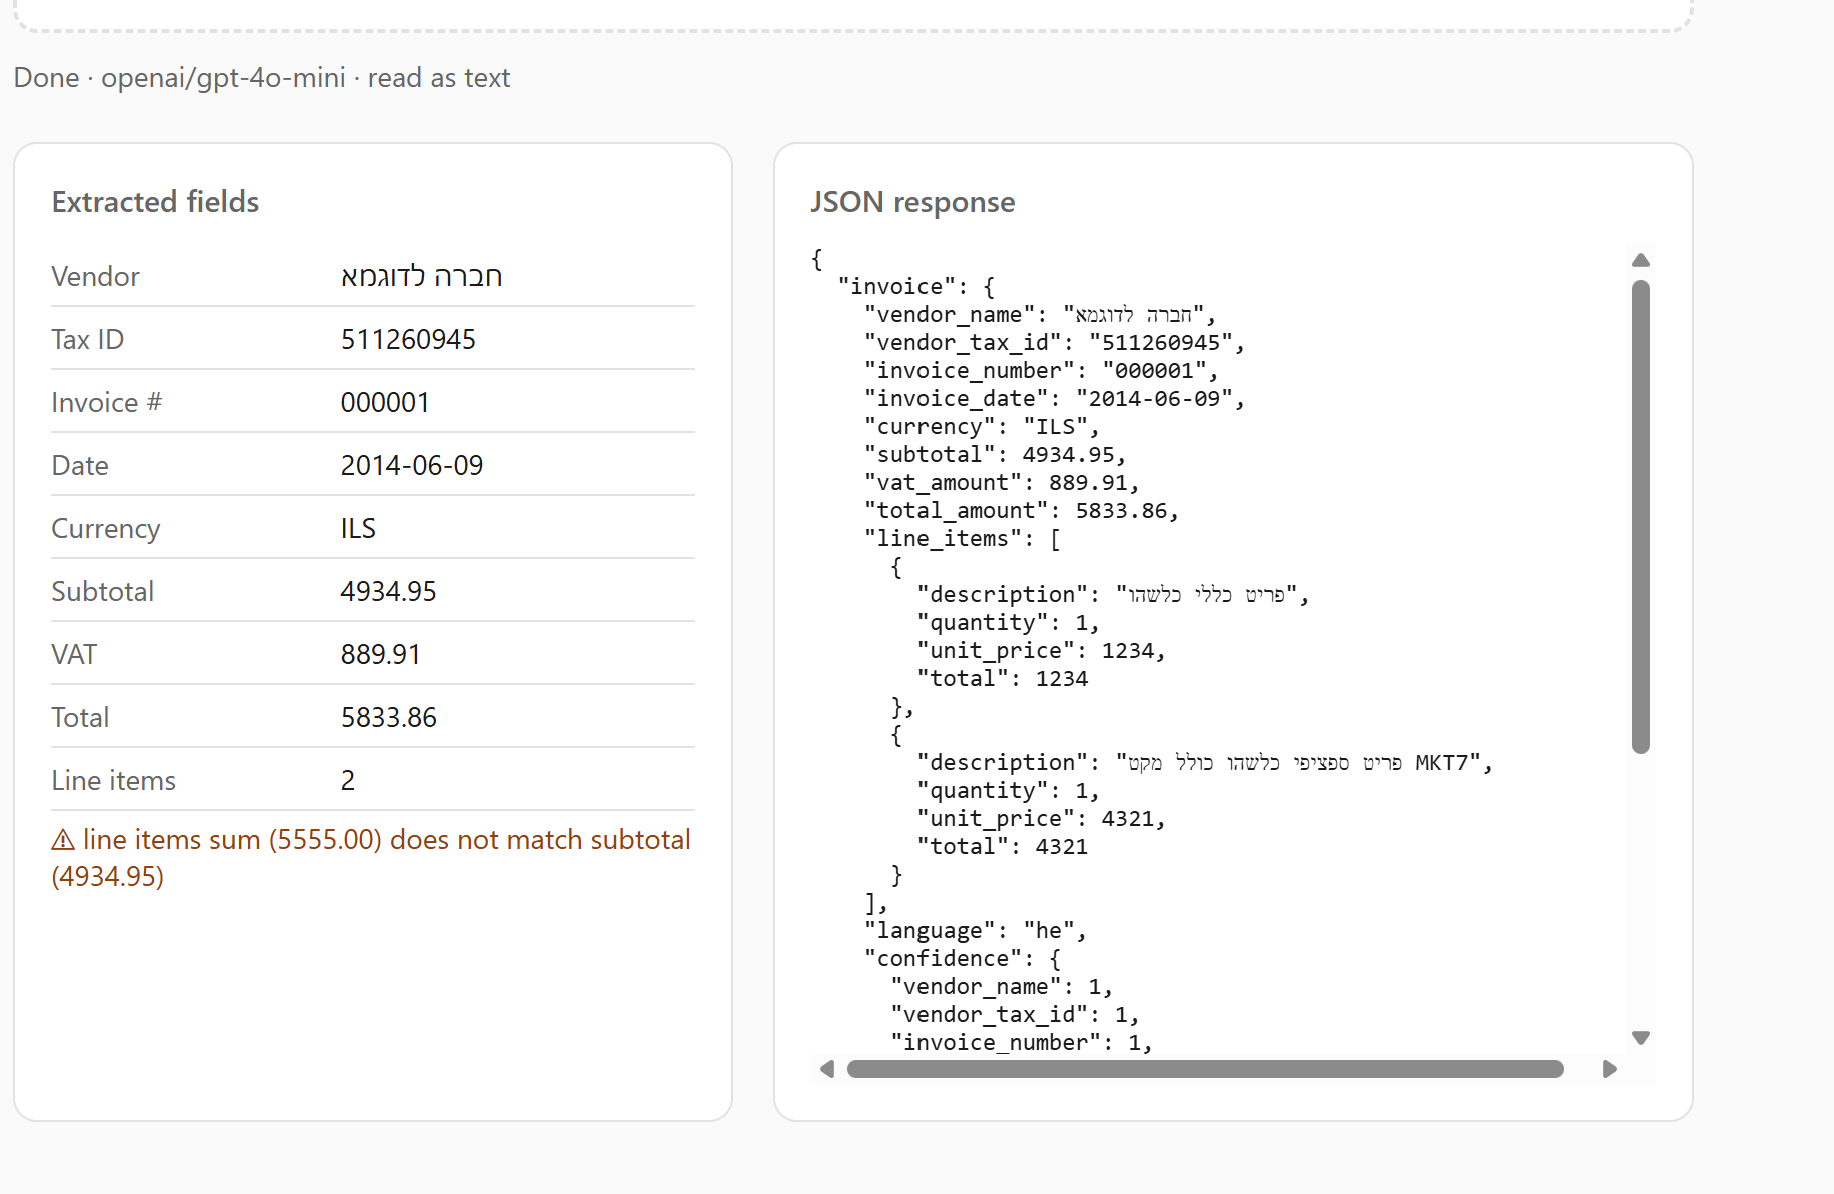 Done · openai/gpt-4o-mini · read as text
Extracted fields
Vendor חברה לדוגמא
Tax ID 511260945
Invoice # 000001
Date 2014-06-09
Currency ILS
Subtotal 4934.95
VAT 889.91
Total 5833.86
Line items 2
⚠ line items sum (5555.00) does not match subtotal
(4934.95)
JSON response
{
  "invoice": {
    "vendor_name": "חברה לדוגמא",
    "vendor_tax_id": "511260945",
    "invoice_number": "000001",
    "invoice_date": "2014-06-09",
    "currency": "ILS",
    "subtotal": 4934.95,
    "vat_amount": 889.91,
    "total_amount": 5833.86,
    "line_items": [
      {
        "description": "פריט כללי כלשהו",
        "quantity": 1,
        "unit_price": 1234,
        "total": 1234
      },
      {
        "description": "פריט ספציפי כלשהו כולל מקט MKT7",
        "quantity": 1,
        "unit_price": 4321,
        "total": 4321
      }
    ],
    "language": "he",
    "confidence": {
      "vendor_name": 1,
      "vendor_tax_id": 1,
      "invoice_number": 1,